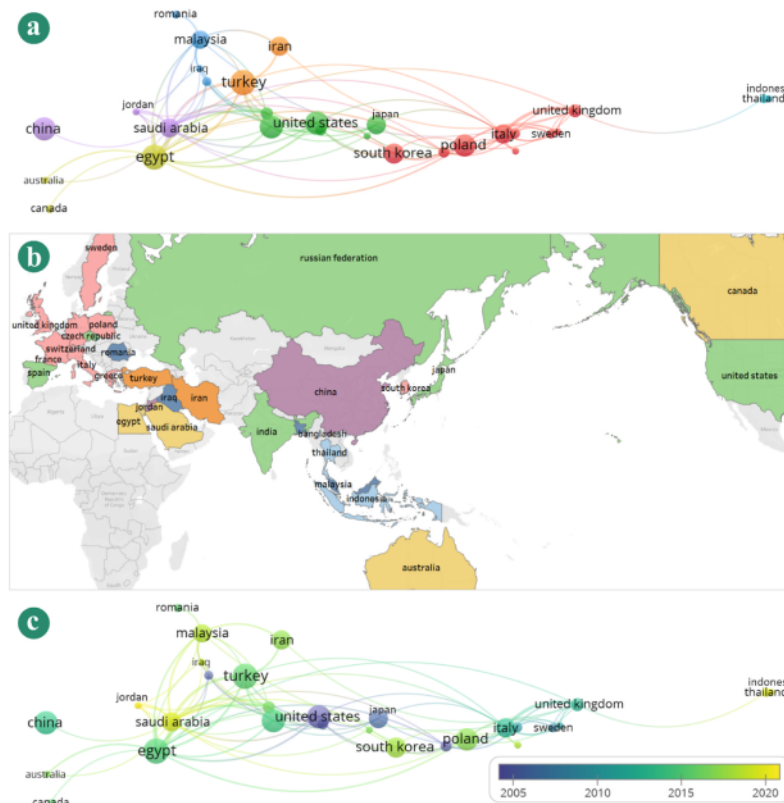 a
romania
malaysia
iran
iraq
turkey
jordan
china
saudi arabia
united states
japan
egypt
south korea
poland
italy
sweden
united kingdom
indones
thailand
australia
canada
b
sweden
russian federation
canada
united kingdom
poland
czech republic
switzerland
romania
france
italy
spain
greece
turkey
iraq
iran
jordan
egypt
saudi arabia
china
south korea
japan
united states
india
bangladesh
thailand
malaysia
indonesia
australia
c
romania
malaysia
iran
iraq
turkey
jordan
china
saudi arabia
united states
japan
egypt
south korea
poland
italy
sweden
united kingdom
indones
thailand
australia
canada
2005
2010
2015
2020